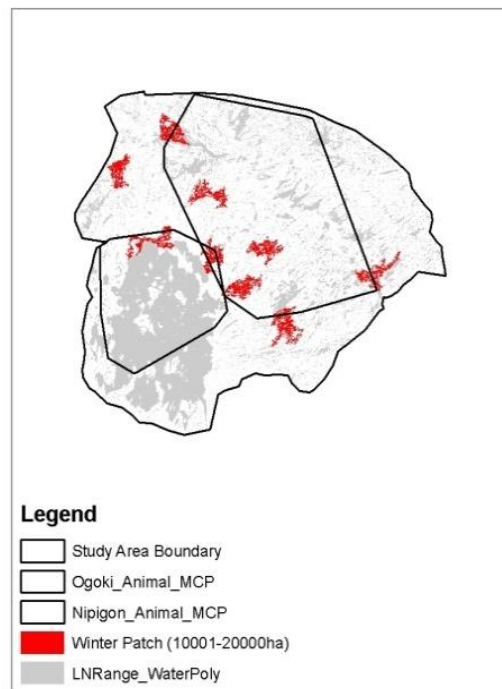 Legend
Study Area Boundary
Ogoki_Animal_MCP
Nipigon_Animal_MCP
Winter Patch (10001-20000ha)
LNRange_WaterPoly